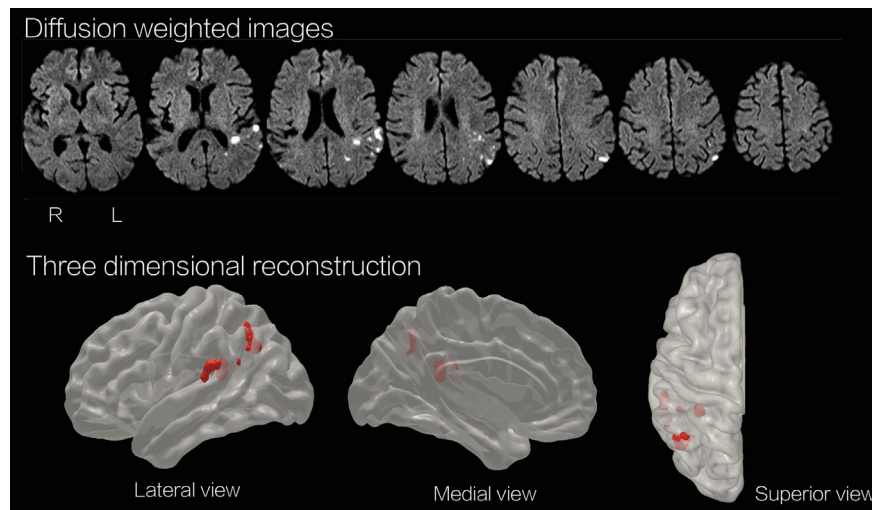 Diffusion weighted images
R L
Three dimensional reconstruction
Lateral view
Medial view
Superior view